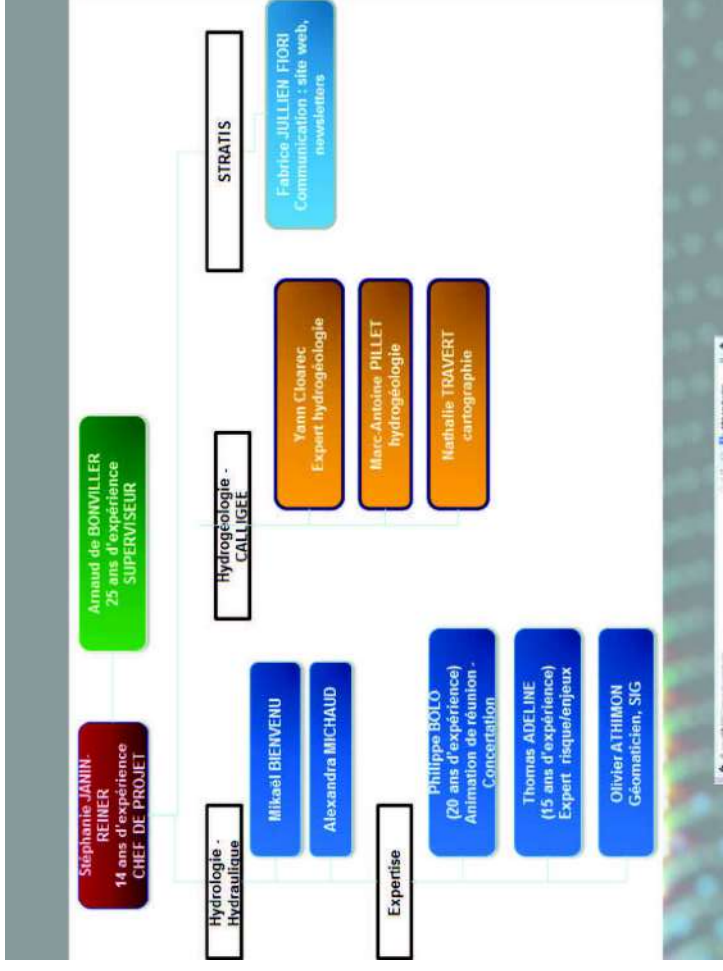 Stéphanie JANIN.
REINER
14 ans d'expérience
CHEF DE PROJET
Arnaud de BONVILLER
25 ans d'expérience
SUPERVISEUR
Hydrologie -
Hydraulique
Mikaël BIENVENU
Alexandra MICHAUD
Expertise
Philippe BOLO
(20 ans d'expérience)
Animation de réunion -
Concertation
Thomas ADELINE
(15 ans d'expérience)
Expert risque/enjeux
Olivier ATHIMON
Géomaticien, SIG
Hydrogéologie -
CALLIGEE
Yann Cloarec
Expert hydrogéologie
Marc-Antoine PILLET
hydrogéologie
Nathalie TRAVERT
cartographie
STRATIS
Fabrice JULLIEN FIORI
Communication : site web,
newsletters